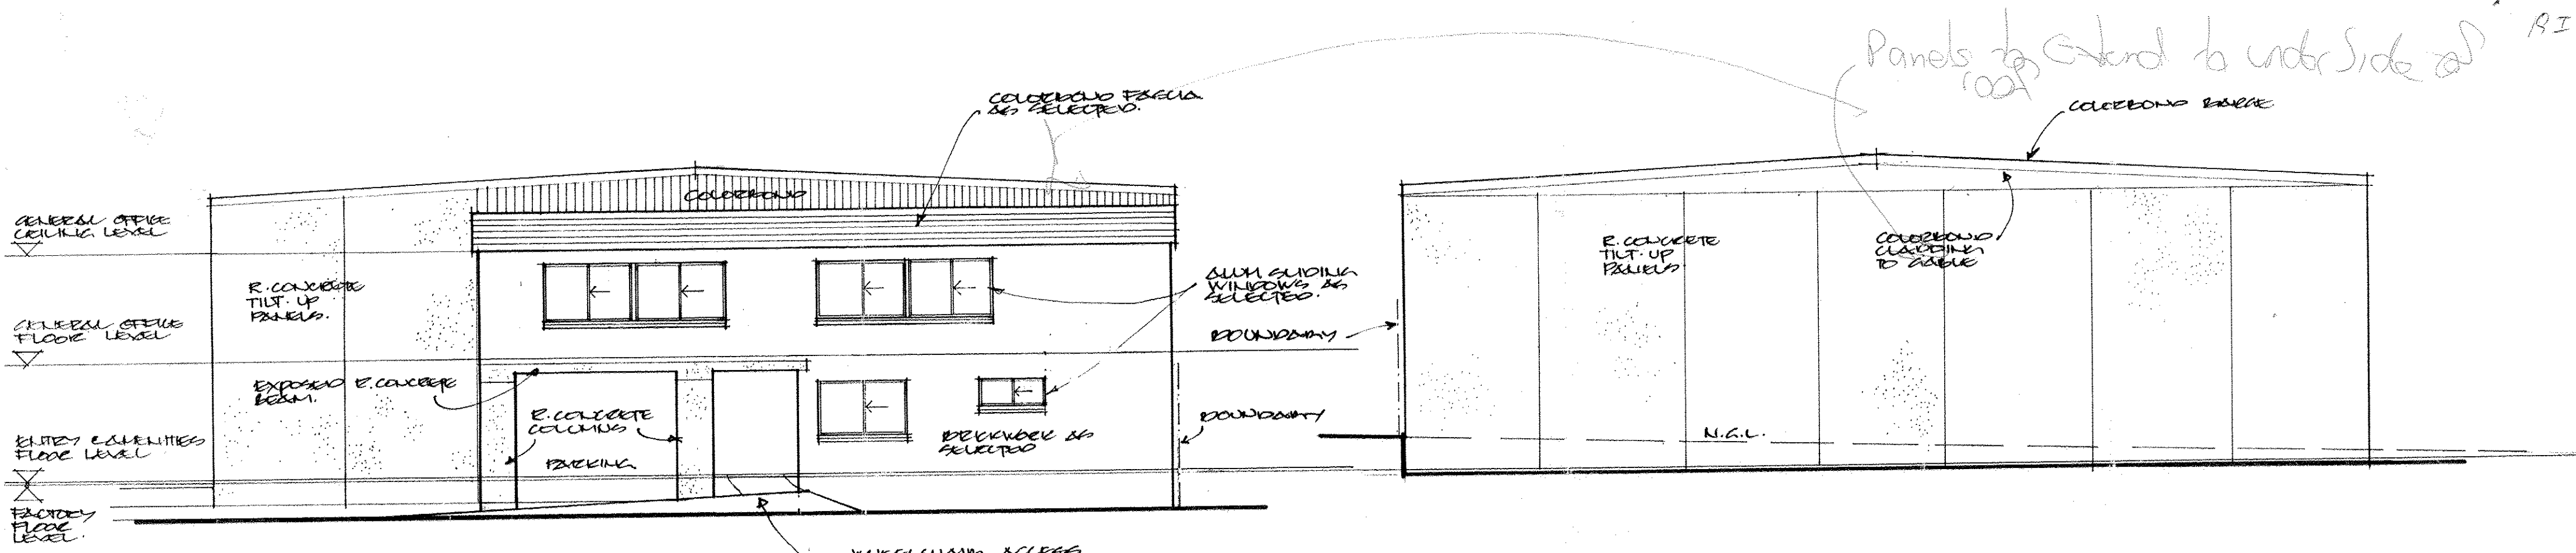 Panels to Extend to underside of
roof
COLORBOND FASCIA
AS SELECTED.
COLORBOND BARGE
COLORBOND
GENERAL OFFICE
CEILING LEVEL
R. CONCRETE
TILT-UP
PANELS.
GENERAL OFFICE
FLOOR LEVEL
EXPOSED R. CONCRETE
BEAM.
R. CONCRETE
COLUMNS
PARKING
ENTRY & AMENITIES
FLOOR LEVEL
FACTORY
FLOOR
LEVEL.
ALUM SLIDING
WINDOWS AS
SELECTED.
BOUNDARY
BOUNDARY
BRICKWORK AS
SELECTED
WHEELCHAIR ACCESS
R. CONCRETE
TILT-UP
PANELS
COLORBOND
CLADDING
TO GABLE
N.G.L.